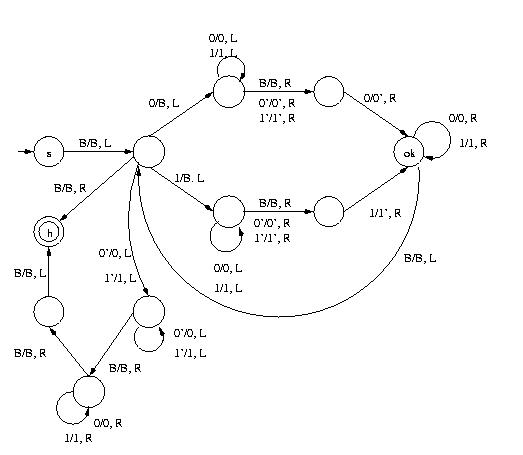 0/0, L
1/1, L
B/B, R
0/B, L
0'/0', R
0/0', R
1'/1', R
0/0, R
s
B/B, L
ok
1/1, R
B/B, R
1/B. L
B/B, R
h
0'/0', R
1/1', R
1'/1', R
0'/0, L
B/B, L
B/B, L
0/0, L
1'/1, L
1/1, L
0'/0, L
B/B, R
B/B, R
1'/1, L
0/0, R
1/1, R